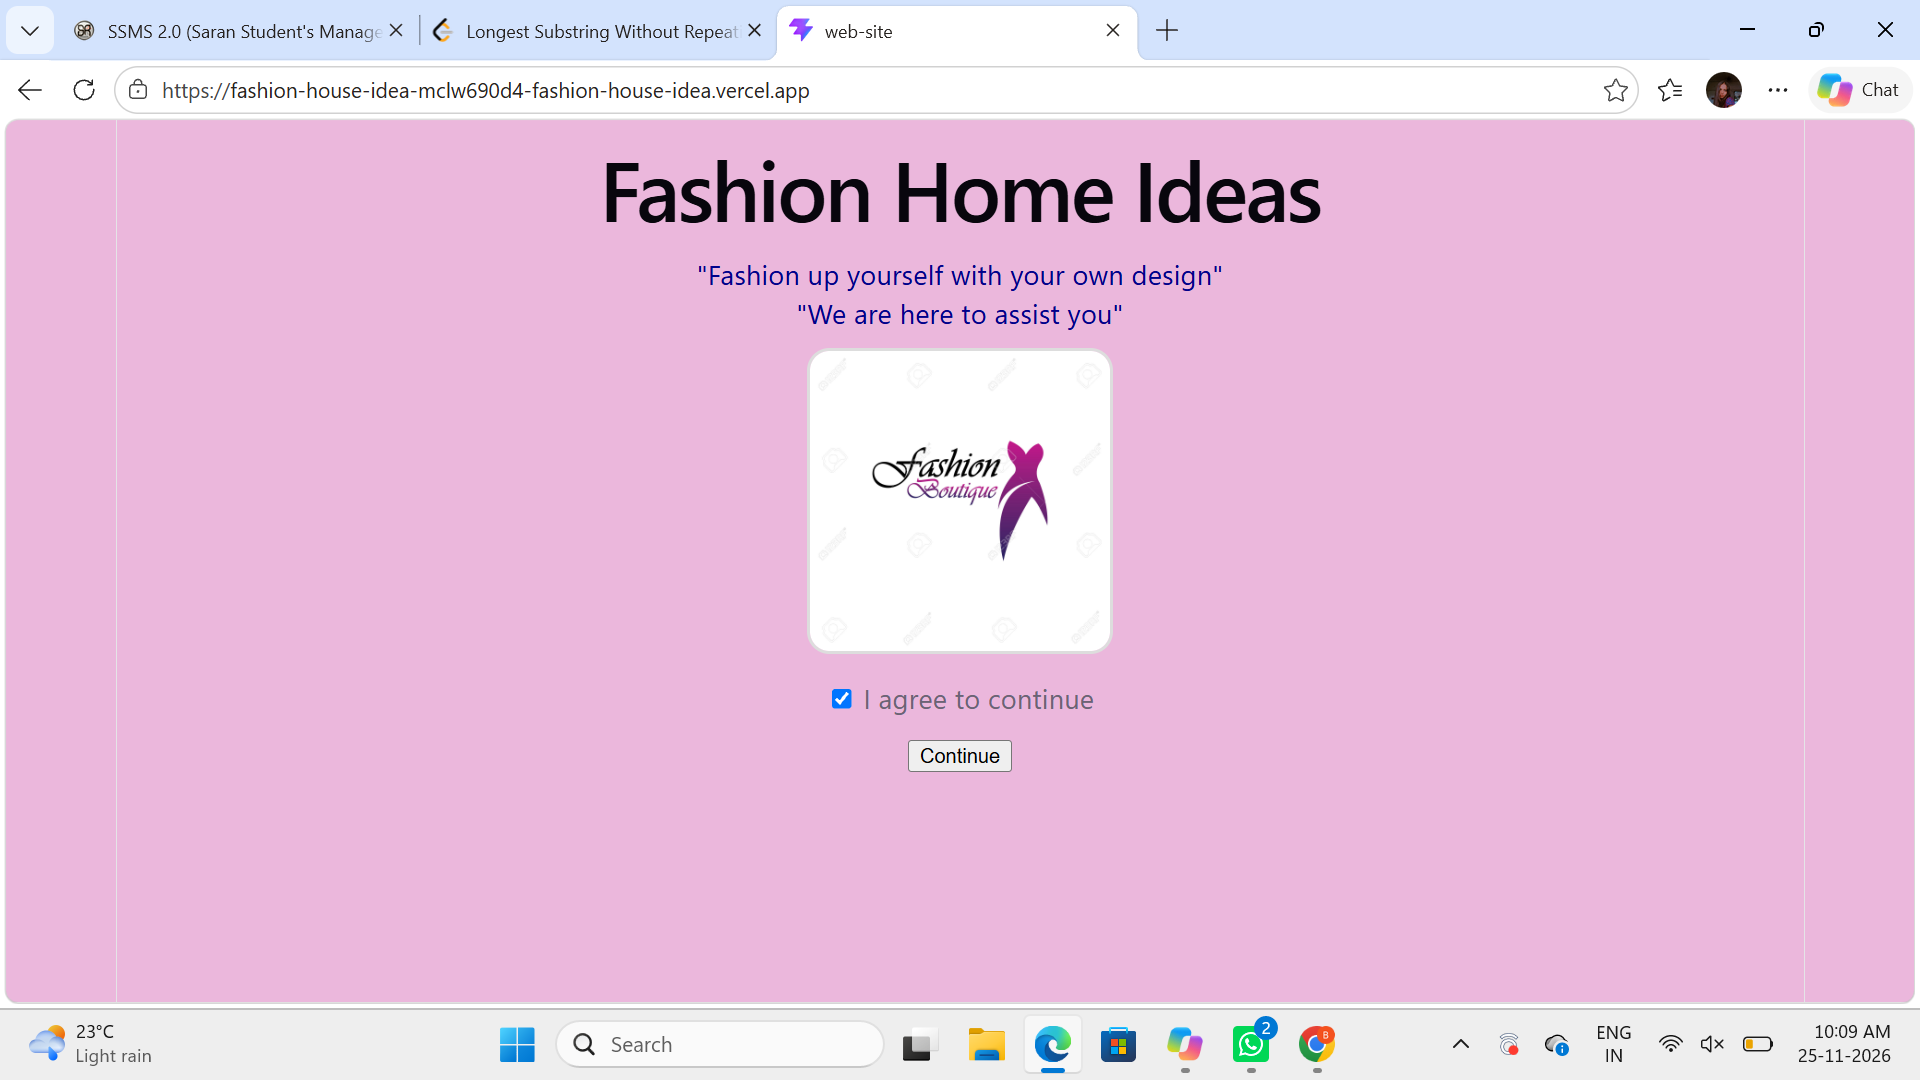 SSMS 2.0 (Saran Student's Manage
Longest Substring Without Repeat
web-site
https://fashion-house-idea-mclw690d4-fashion-house-idea.vercel.app
Chat
Fashion Home Ideas
"Fashion up yourself with your own design"
"We are here to assist you"
Fashion
Boutique
I agree to continue
Continue
23°C
Light rain
Search
2
B
ENG
IN
10:09 AM
25-11-2026